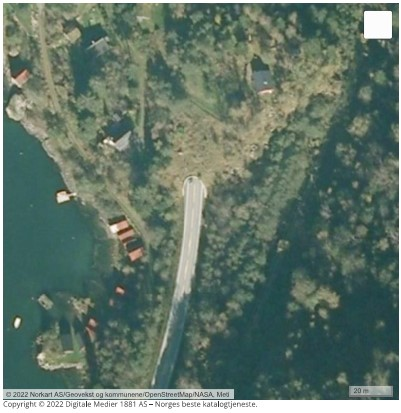 20 m
© 2022 Norkart AS/Geovekst og kommunene/OpenStreetMap/NASA, Meti
Copyright © 2022 Digitale Medier 1881 AS – Norges beste katalogtjeneste.